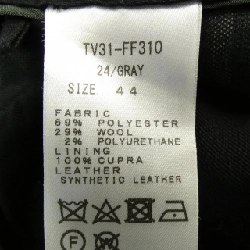 TV31-FF310
24/GRAY
SIZE 44
FABRIC
69% POLYESTER
29% WOOL
2% POLYURETHANE
LINING
100% CUPRA
LEATHER
SYNTHETIC LEATHER
F W